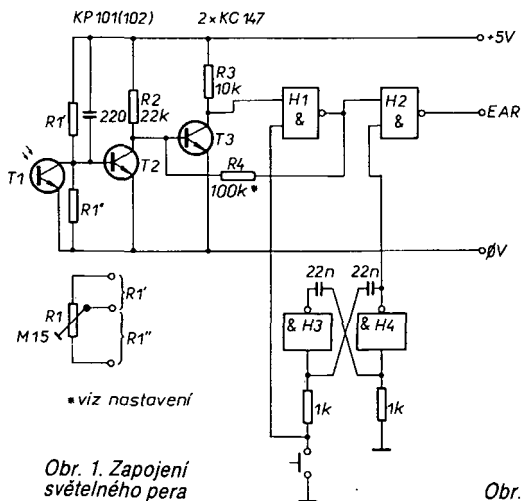 KP 101(102) 2 x KC 147
+5V
R1'
220
R2
22k
R3
10k
H1
&
H2
&
EAR
T1
T2
T3
R4
100k*
R1"
ØV
R1
M15
R1'
R1"
22n 22n
& H3
& H4
1k
1k
* viz nastavení
Obr. 1. Zapojení
světelného pera
Obr.